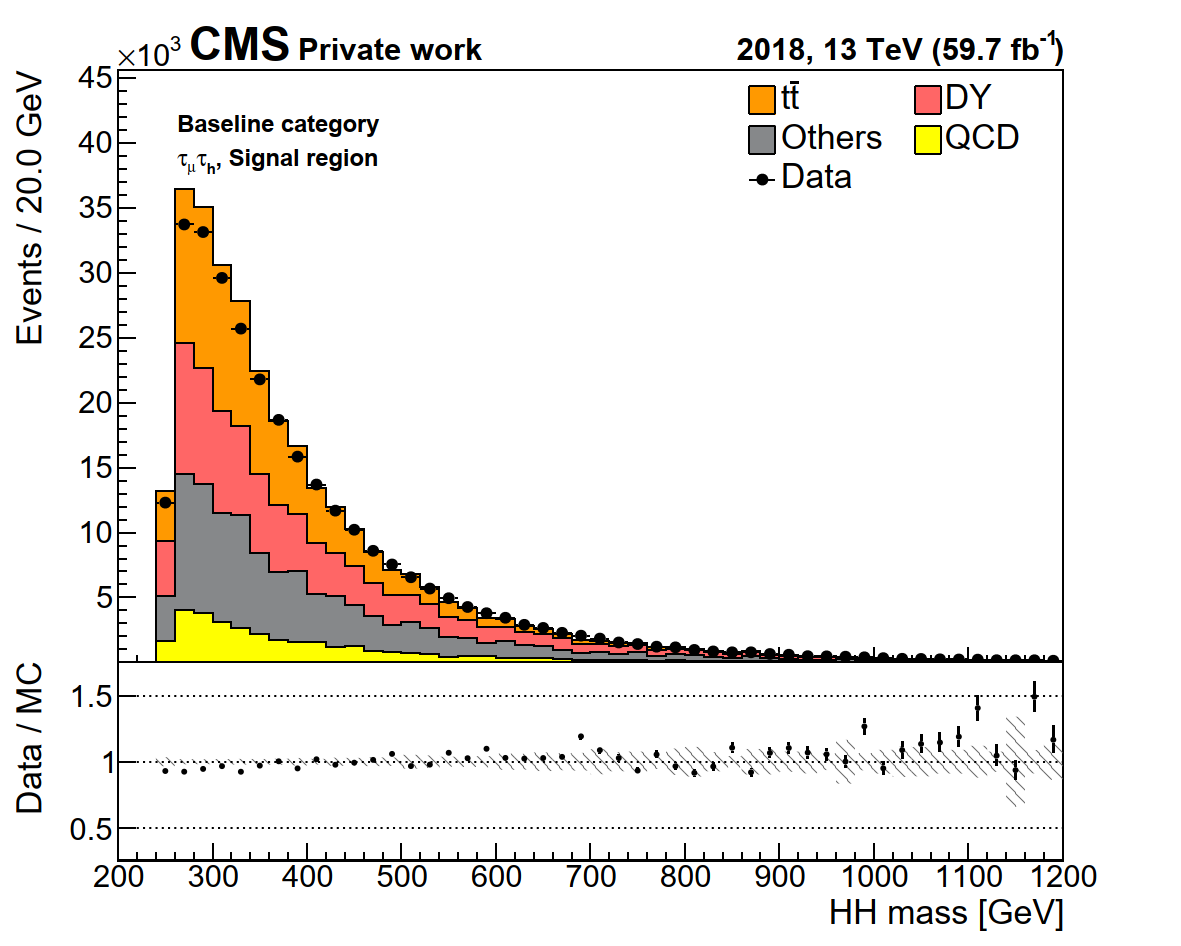 ×10³ CMS Private work 2018, 13 TeV (59.7 fb⁻¹)
Events / 20.0 GeV
45
40
35
30
25
20
15
10
5
Baseline category
τμτh, Signal region
tt̄ DY
Others QCD
Data
Data / MC
1.5
1
0.5
200 300 400 500 600 700 800 900 1000 1100 1200
HH mass [GeV]